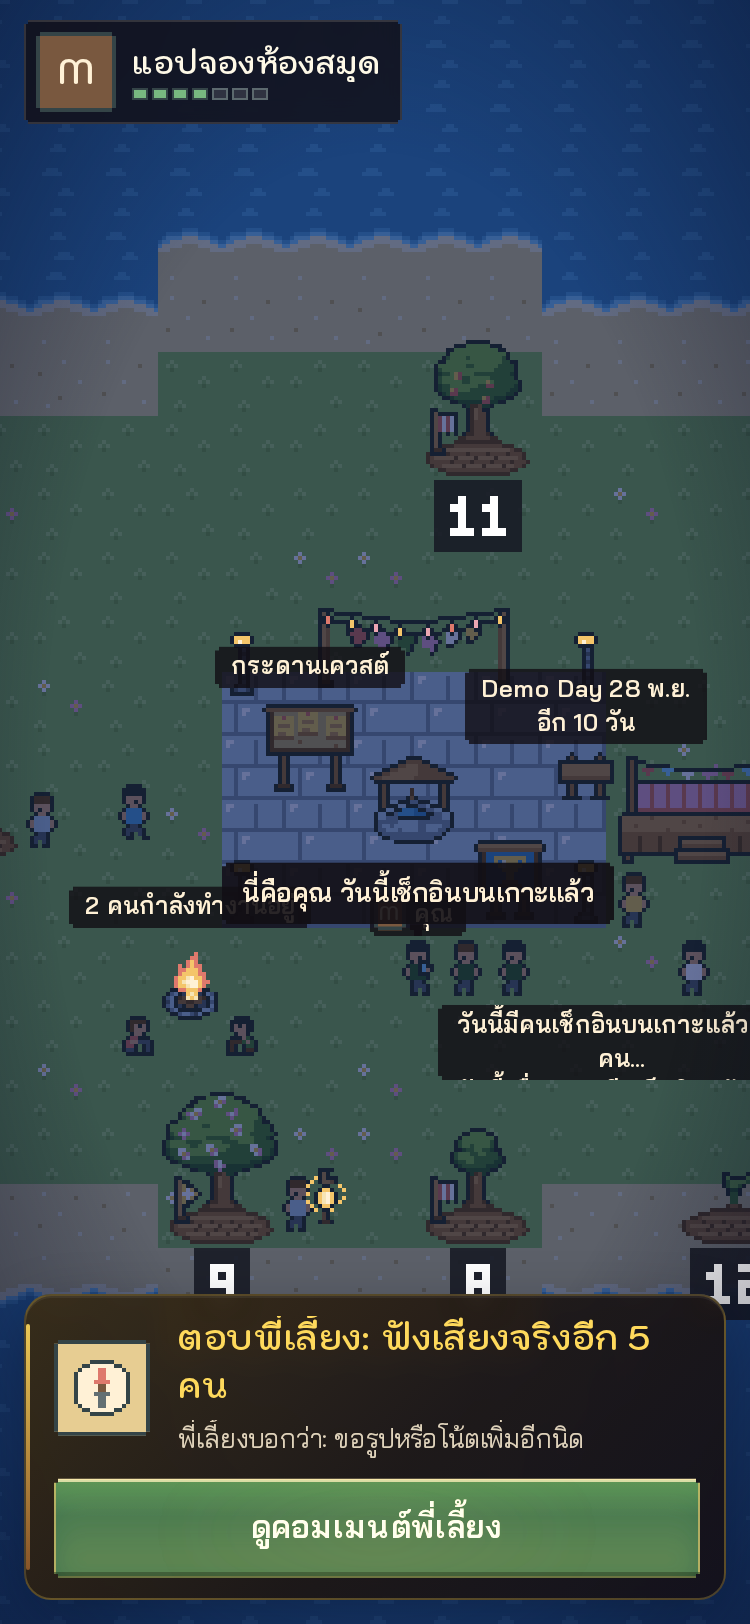 ต
แอปจองห้องสมุด
11
กระดานเควสต์
Demo Day 28 พ.ย.
อีก 10 วัน
2 คนกำลังทำงานอยู่
นี่คือคุณ วันนี้เช็กอินบนเกาะแล้ว
คุณ
วันนี้มีคนเช็กอินบนเกาะแล้ว
คน...
9
8
12
ตอบพี่เลี้ยง: ฟังเสียงจริงอีก 5
คน
พี่เลี้ยงบอกว่า: ขอรูปหรือโน้ตเพิ่มอีกนิด
ดูคอมเมนต์พี่เลี้ยง